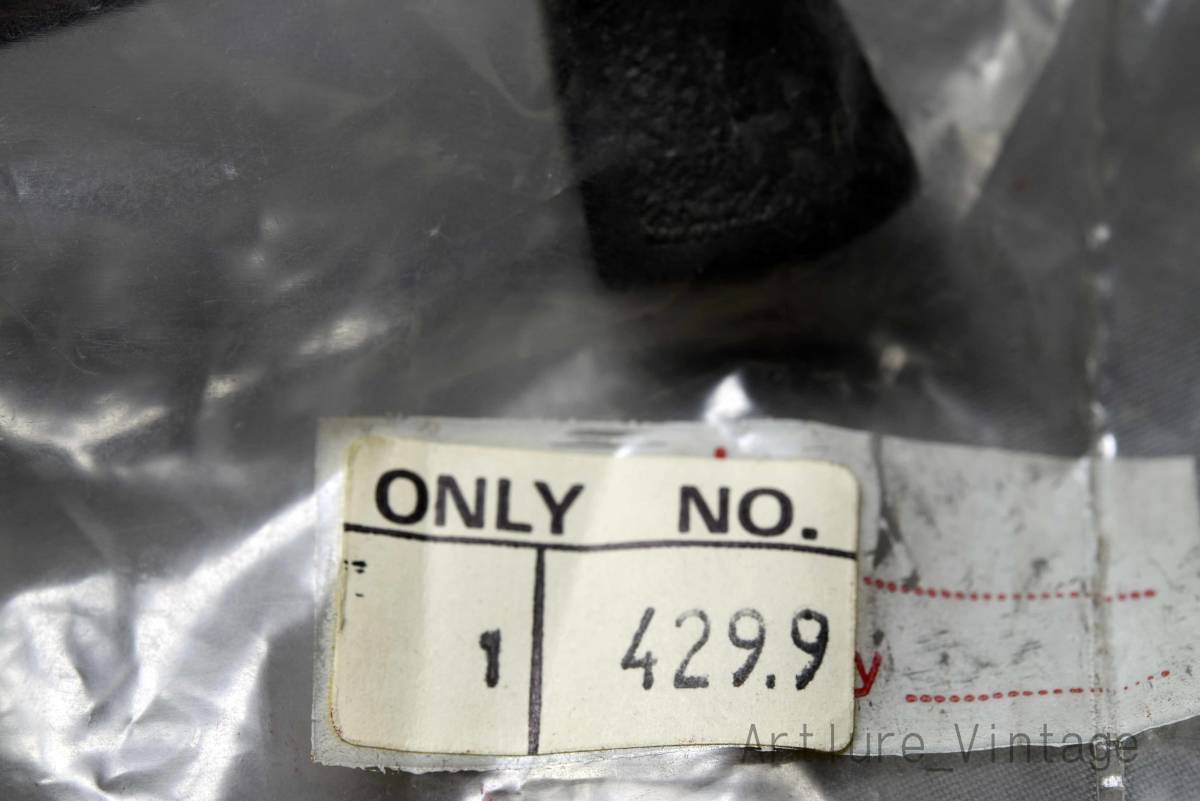 ONLY NO.
1 429.9
y
Artlure_Vintage